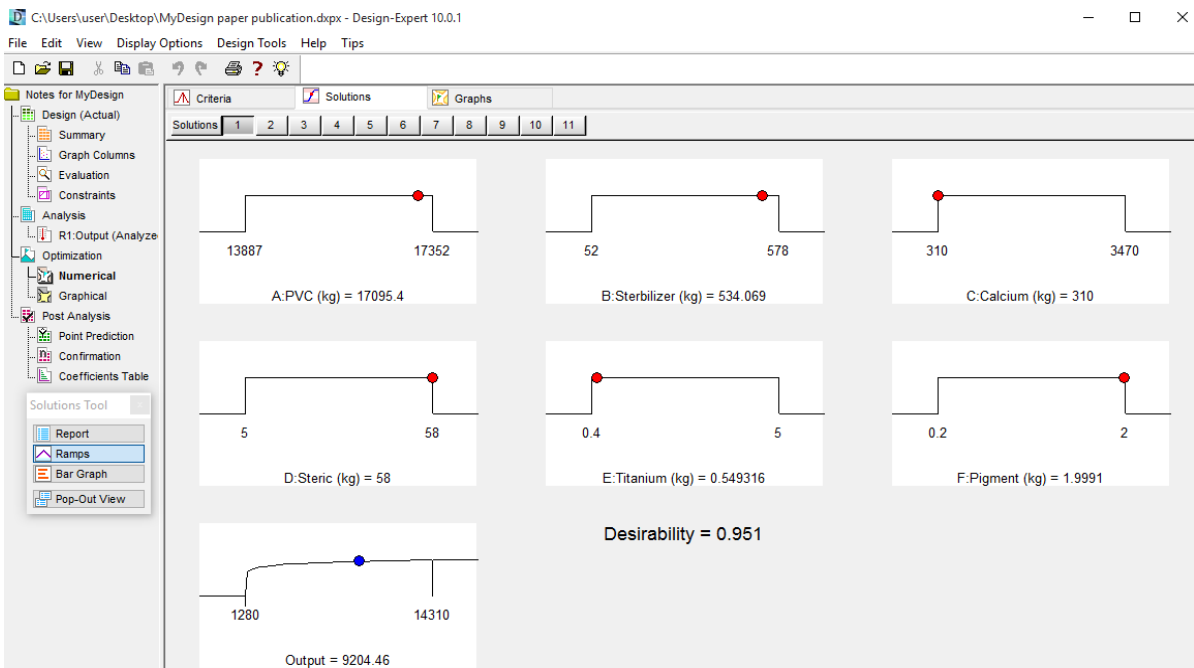 C:\Users\user\Desktop\MyDesign paper publication.dxpx - Design-Expert 10.0.1
File Edit View Display Options Design Tools Help Tips
Notes for MyDesign
Design (Actual)
Summary
Graph Columns
Evaluation
Constraints
Analysis
R1:Output (Analyze
Optimization
Numerical
Graphical
Post Analysis
Point Prediction
Confirmation
Coefficients Table
Solutions Tool
Report
Ramps
Bar Graph
Pop-Out View
Criteria Solutions Graphs
Solutions 1 2 3 4 5 6 7 8 9 10 11
13887 17352
A:PVC (kg) = 17095.4
52 578
B:Sterbilizer (kg) = 534.069
310 3470
C:Calcium (kg) = 310
5 58
D:Steric (kg) = 58
0.4 5
E:Titanium (kg) = 0.549316
0.2 2
F:Pigment (kg) = 1.9991
1280 14310
Output = 9204.46
Desirability = 0.951